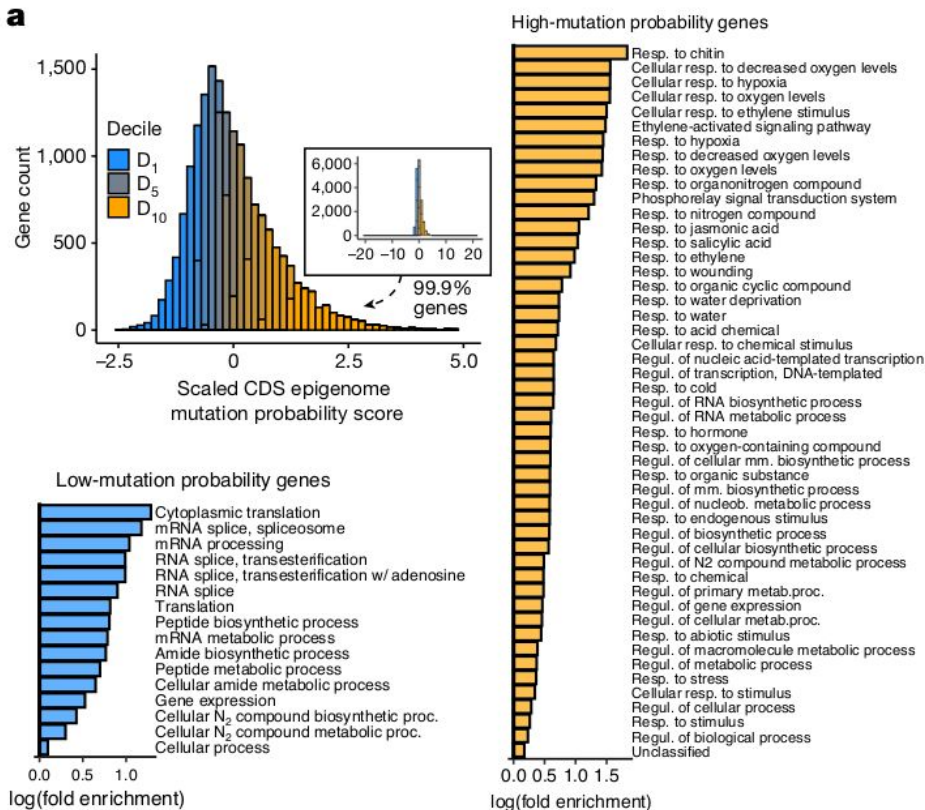 a
1,500
1,000
500
0
Gene count
Decile
D1
D5
D10
6,000
4,000
2,000
0
−20 −10 0 10 20
99.9%
genes
−2.5 0 2.5 5.0
Scaled CDS epigenome
mutation probability score
Low-mutation probability genes
Cytoplasmic translation
mRNA splice, spliceosome
mRNA processing
RNA splice, transesterification
RNA splice, transesterification w/ adenosine
RNA splice
Translation
Peptide biosynthetic process
mRNA metabolic process
Amide biosynthetic process
Peptide metabolic process
Cellular amide metabolic process
Gene expression
Cellular N2 compound biosynthetic proc.
Cellular N2 compound metabolic proc.
Cellular process
0.0 0.5 1.0
log(fold enrichment)
High-mutation probability genes
Resp. to chitin
Cellular resp. to decreased oxygen levels
Cellular resp. to hypoxia
Cellular resp. to oxygen levels
Cellular resp. to ethylene stimulus
Ethylene-activated signaling pathway
Resp. to hypoxia
Resp. to decreased oxygen levels
Resp. to oxygen levels
Resp. to organonitrogen compound
Phosphorelay signal transduction system
Resp. to nitrogen compound
Resp. to jasmonic acid
Resp. to salicylic acid
Resp. to ethylene
Resp. to wounding
Resp. to organic cyclic compound
Resp. to water deprivation
Resp. to water
Resp. to acid chemical
Cellular resp. to chemical stimulus
Regul. of nucleic acid-templated transcription
Regul. of transcription, DNA-templated
Resp. to cold
Regul. of RNA biosynthetic process
Regul. of RNA metabolic process
Resp. to hormone
Resp. to oxygen-containing compound
Regul. of cellular mm. biosynthetic process
Resp. to organic substance
Regul. of mm. biosynthetic process
Regul. of nucleob. metabolic process
Resp. to endogenous stimulus
Regul. of biosynthetic process
Regul. of cellular biosynthetic process
Regul. of N2 compound metabolic process
Resp. to chemical
Regul. of primary metab.proc.
Regul. of gene expression
Regul. of cellular metab.proc.
Resp. to abiotic stimulus
Regul. of macromolecule metabolic process
Regul. of metabolic process
Resp. to stress
Cellular resp. to stimulus
Regul. of cellular process
Resp. to stimulus
Regul. of biological process
Unclassified
0.0 0.5 1.0 1.5
log(fold enrichment)